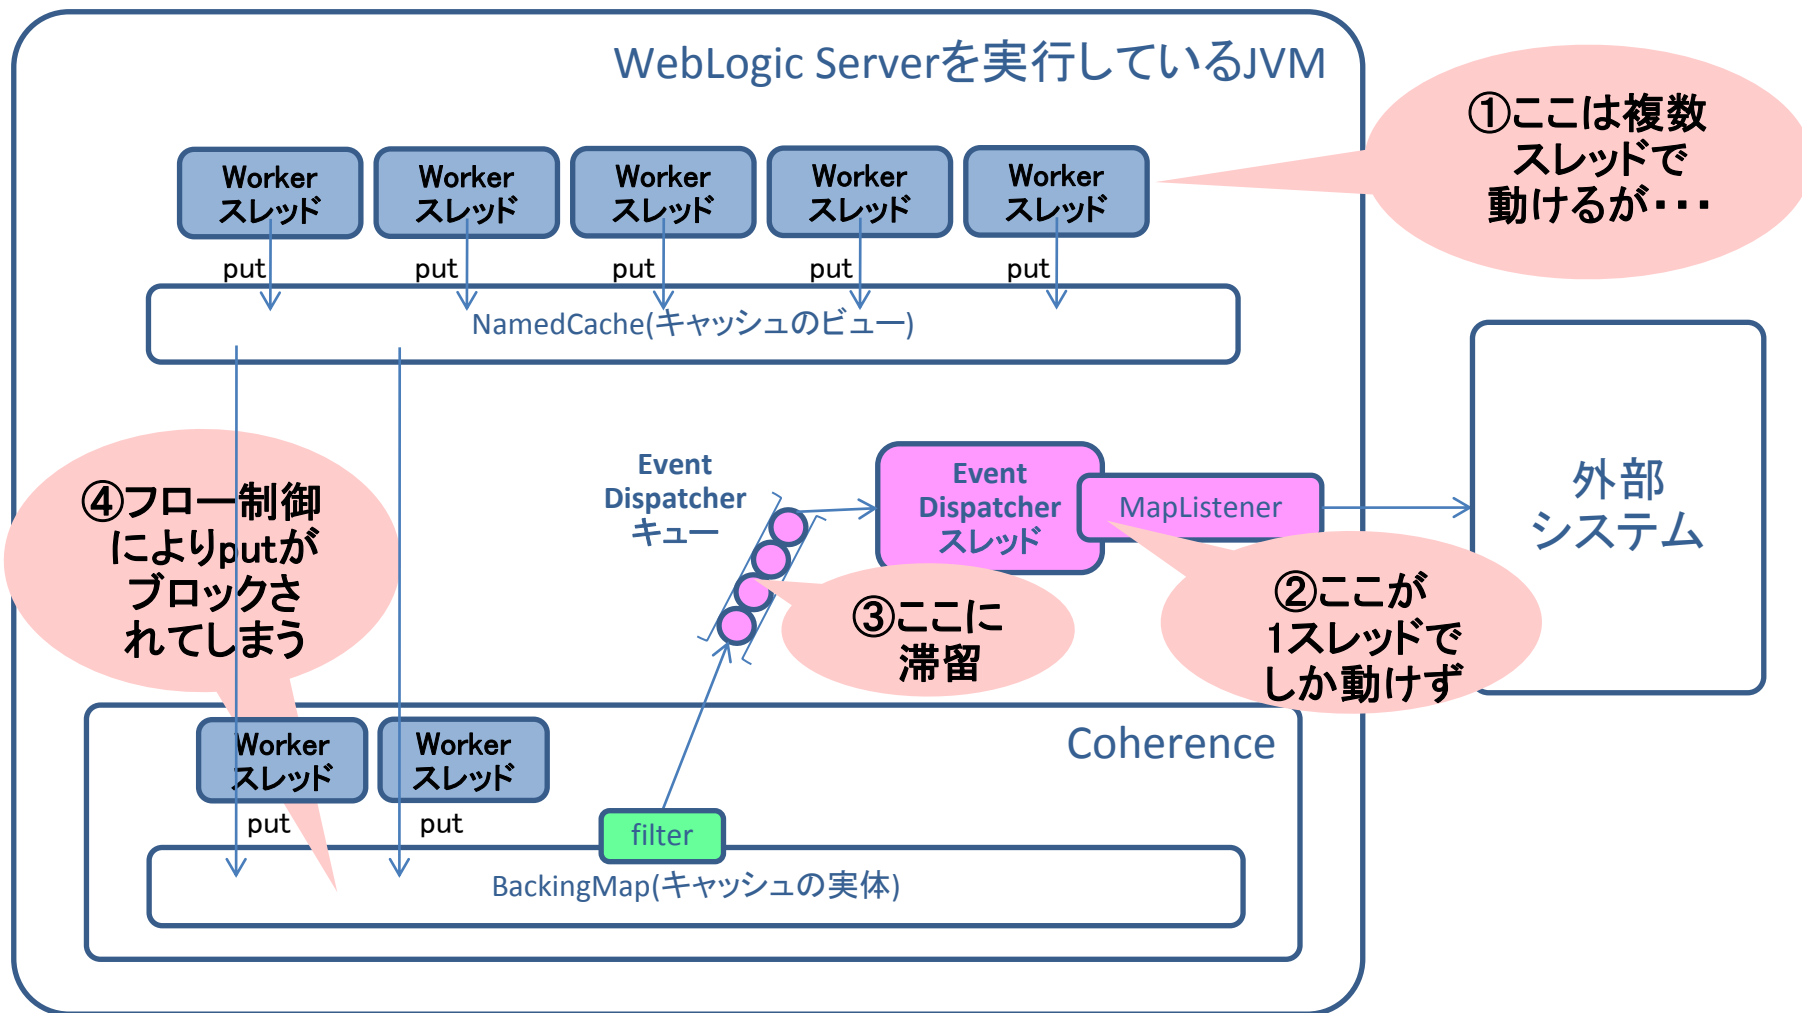 WebLogic Serverを実行しているJVM
①ここは複数
スレッドで
動けるが・・・
Worker
スレッド
Worker
スレッド
Worker
スレッド
Worker
スレッド
Worker
スレッド
put
put
put
put
put
NamedCache(キャッシュのビュー)
④フロー制御
によりputが
ブロックさ
れてしまう
Event
Dispatcher
キュー
Event
Dispatcher
スレッド
MapListener
外部
システム
③ここに
滞留
②ここが
1スレッドで
しか動けず
Coherence
Worker
スレッド
Worker
スレッド
put
put
filter
BackingMap(キャッシュの実体)